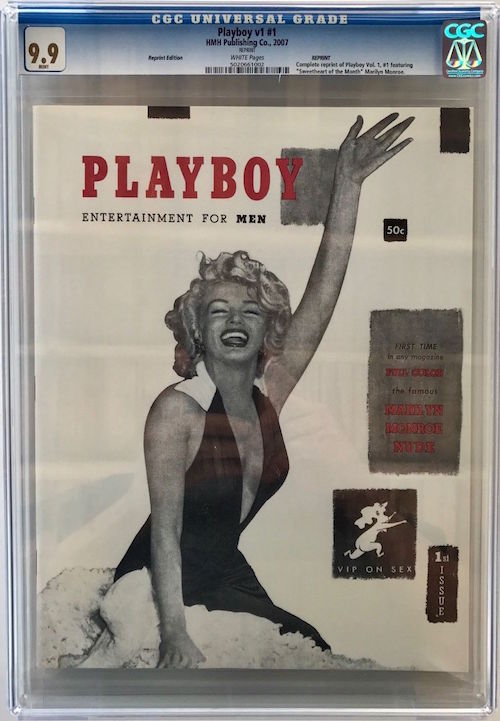 CGC UNIVERSAL GRADE
9.9
MINT
Playboy v1 #1
HMH Publishing Co., 2007
REPRINT
Reprint Edition
WHITE Pages
5020661002
REPRINT
Complete reprint of Playboy Vol. 1, #1 featuring
"Sweetheart of the Month" Marilyn Monroe.
CGC
PLAYBOY
ENTERTAINMENT FOR MEN
50c
FIRST TIME
in any magazine
FULL COLOR
the famous
MARILYN
MONROE
NUDE
VIP ON SEX
1st
ISSUE